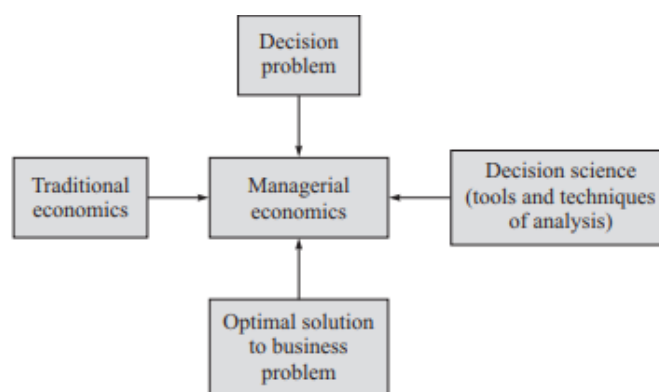 Decision
problem
Traditional
economics
Managerial
economics
Decision science
(tools and techniques
of analysis)
Optimal solution
to business
problem